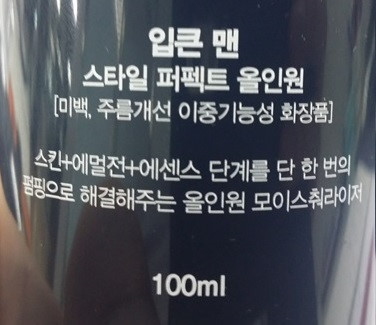 입큰 맨
스타일 퍼펙트 올인원
[미백, 주름개선 이중기능성 화장품]
스킨+에멀전+에센스 단계를 단 한 번의
펌핑으로 해결해주는 올인원 모이스춰라이저
100ml